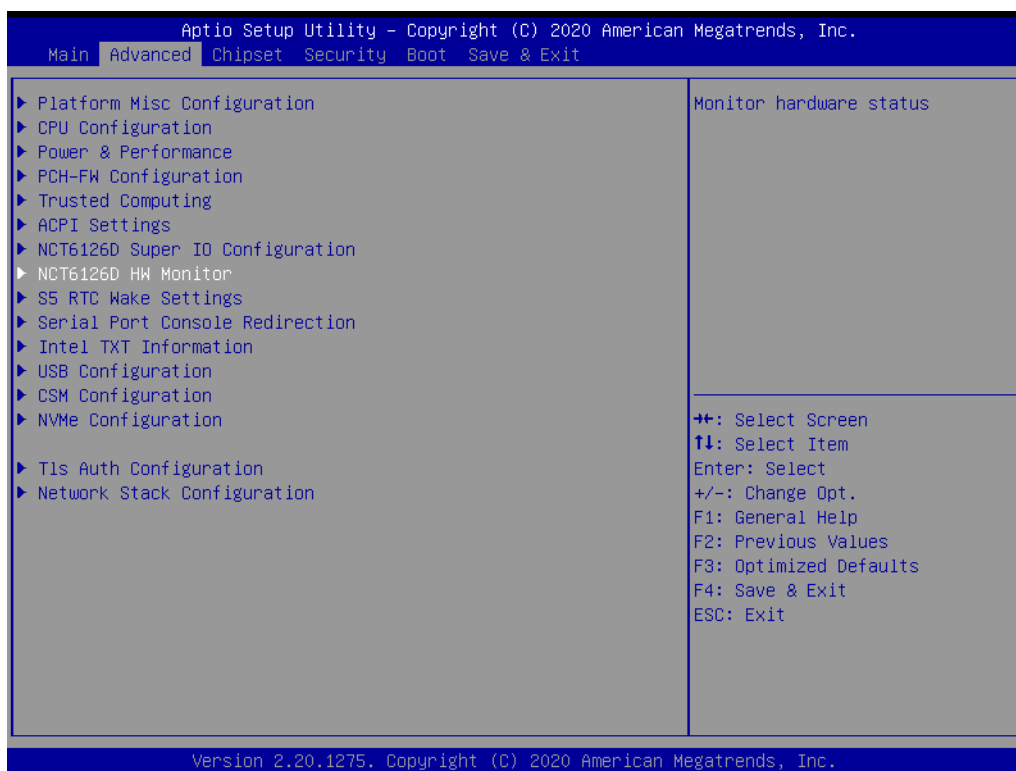 Aptio Setup Utility – Copyright (C) 2020 American Megatrends, Inc.
Main Advanced Chipset Security Boot Save & Exit
Platform Misc Configuration
CPU Configuration
Power & Performance
PCH-FW Configuration
Trusted Computing
ACPI Settings
NCT6126D Super IO Configuration
NCT6126D HW Monitor
S5 RTC Wake Settings
Serial Port Console Redirection
Intel TXT Information
USB Configuration
CSM Configuration
NVMe Configuration
Tls Auth Configuration
Network Stack Configuration
Monitor hardware status
→←: Select Screen
↑↓: Select Item
Enter: Select
+/-: Change Opt.
F1: General Help
F2: Previous Values
F3: Optimized Defaults
F4: Save & Exit
ESC: Exit
Version 2.20.1275. Copyright (C) 2020 American Megatrends, Inc.